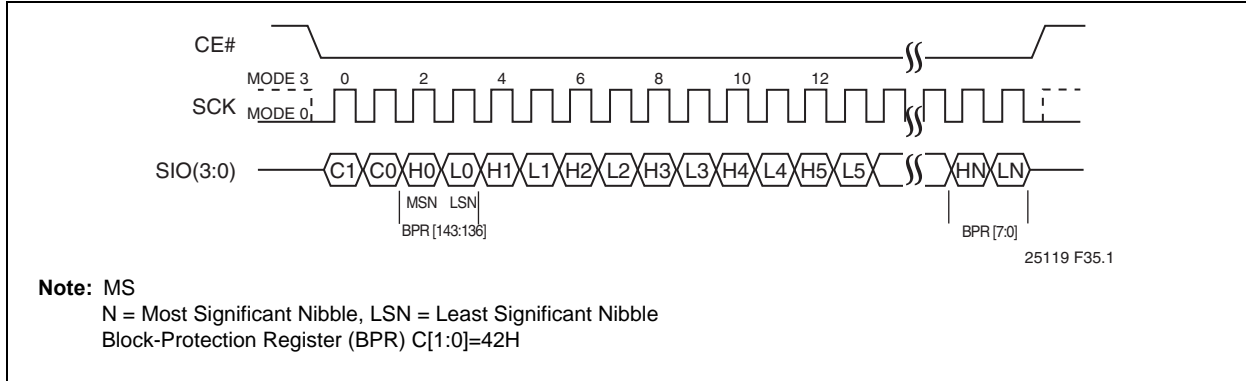 CE#
MODE 3 0 2 4 6 8 10 12
SCK MODE 0
SIO(3:0) C1 C0 H0 L0 H1 L1 H2 L2 H3 L3 H4 L4 H5 L5 HN LN
MSN LSN
BPR [143:136] BPR [7:0]
25119 F35.1
Note: MS
N = Most Significant Nibble, LSN = Least Significant Nibble
Block-Protection Register (BPR) C[1:0]=42H